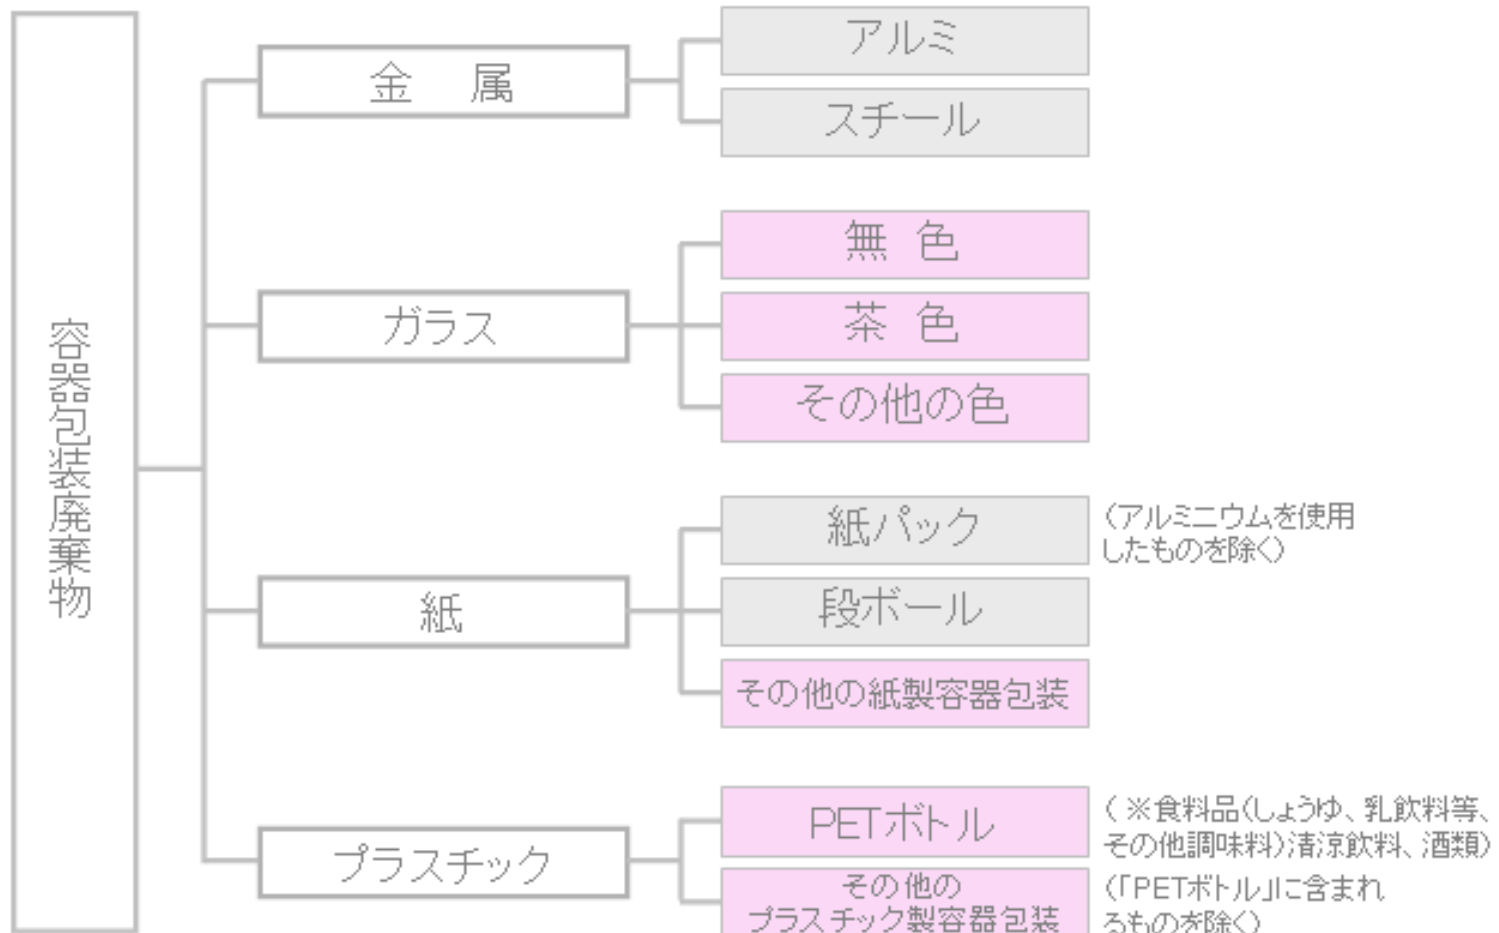 容器包装廃棄物
金 属
アルミ
スチール
ガラス
無 色
茶 色
その他の色
紙
紙パック
(アルミニウムを使用
したものを除く)
段ボール
その他の紙製容器包装
プラスチック
PETボトル
( ※食料品(しょうゆ、乳飲料等、
その他調味料)清涼飲料、酒類)
その他の
プラスチック製容器包装
(「PETボトル」に含まれ
るものを除く)